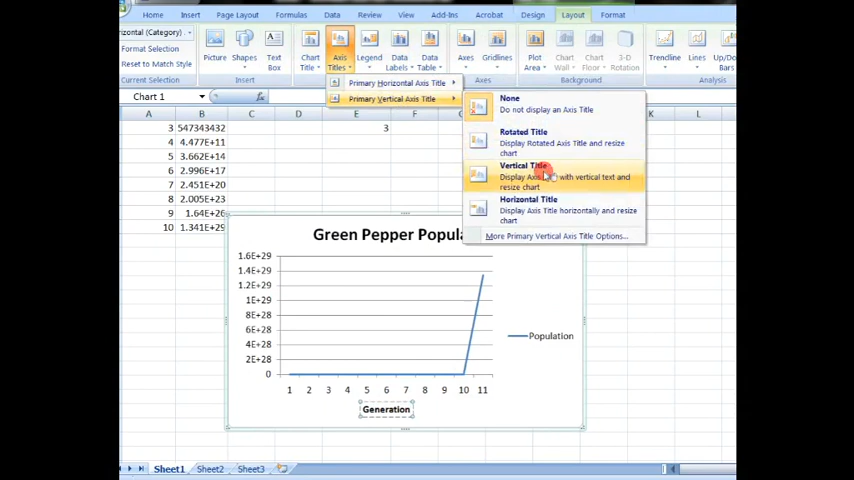 Home Insert Page Layout Formulas Data Review View Add-Ins Acrobat Design Layout Format
orizontal (Category)
Format Selection
Reset to Match Style
Current Selection
Picture Shapes Text Box
Insert
Chart Title Axis Titles Legend Data Labels Data Table
Axes Gridlines
Axes
Plot Area Chart Wall Chart Floor 3-D Rotation
Background
Trendline Lines Up/Do Bars
Analysis
Primary Horizontal Axis Title
Primary Vertical Axis Title
None
Do not display an Axis Title
Rotated Title
Display Rotated Axis Title and resize
chart
Vertical Title
Display Axis with vertical text and
resize chart
Horizontal Title
Display Axis Title horizontally and resize
chart
More Primary Vertical Axis Title Options...
Chart 1 fx
A B C D E F G K L
3 547343432 3
4 4.477E+11
5 3.662E+14
6 2.996E+17
7 2.451E+20
8 2.005E+23
9 1.64E+26
10 1.341E+29
Green Pepper Popul
1.6E+29
1.4E+29
1.2E+29
1E+29
8E+28
6E+28
4E+28
2E+28
0
1 2 3 4 5 6 7 8 9 10 11
Generation
Population
Sheet1 Sheet2 Sheet3